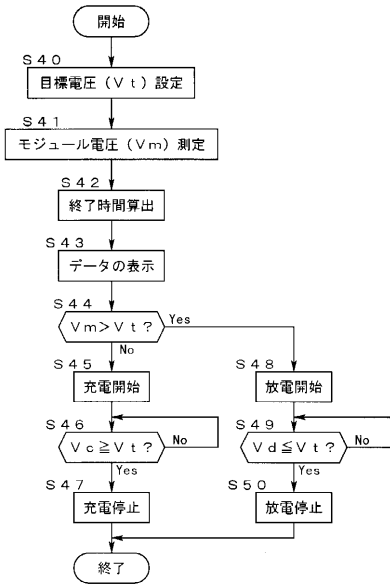 開始
S40
目標電圧(Vt)設定
S41
モジュール電圧(Vm)測定
S42
終了時間算出
S43
データの表示
S44
Vm>Vt?
Yes
No
S45
充電開始
S48
放電開始
S46
Vc≧Vt?
No
Yes
S49
Vd≦Vt?
No
Yes
S47
充電停止
S50
放電停止
終了